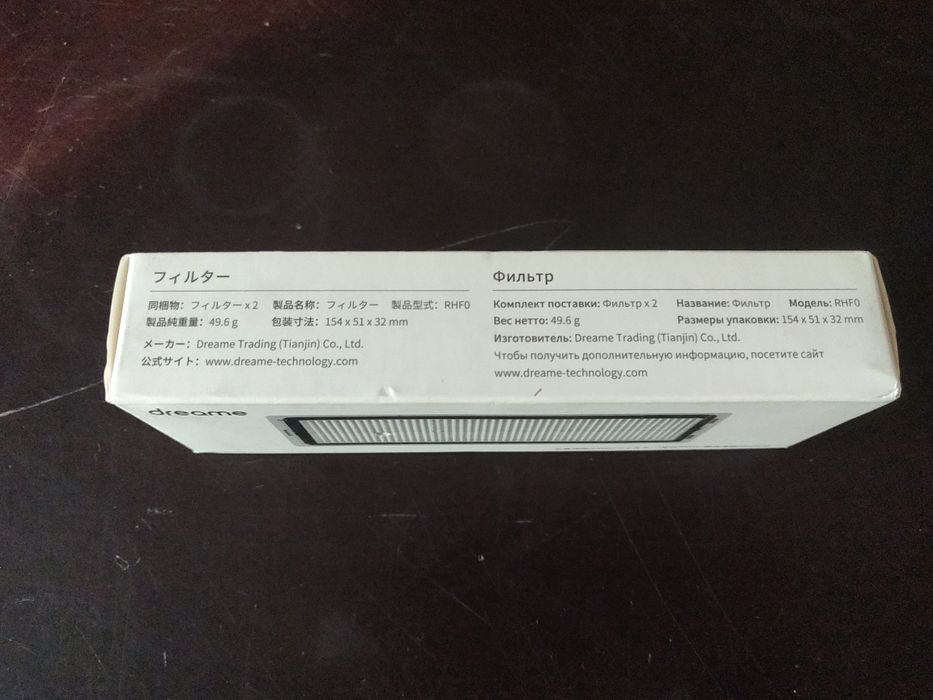 フィルター
同梱物：フィルター x 2 製品名称：フィルター 製品型式：RHF0
製品純重量：49.6 g 包装寸法：154 x 51 x 32 mm
メーカー：Dreame Trading (Tianjin) Co., Ltd.
公式サイト：www.dreame-technology.com
Фильтр
Комплект поставки: Фильтр x 2 Название: Фильтр Модель: RHF0
Вес нетто: 49.6 g Размеры упаковки: 154 x 51 x 32 mm
Изготовитель: Dreame Trading (Tianjin) Co., Ltd.
Чтобы получить дополнительную информацию, посетите сайт
www.dreame-technology.com
dreame